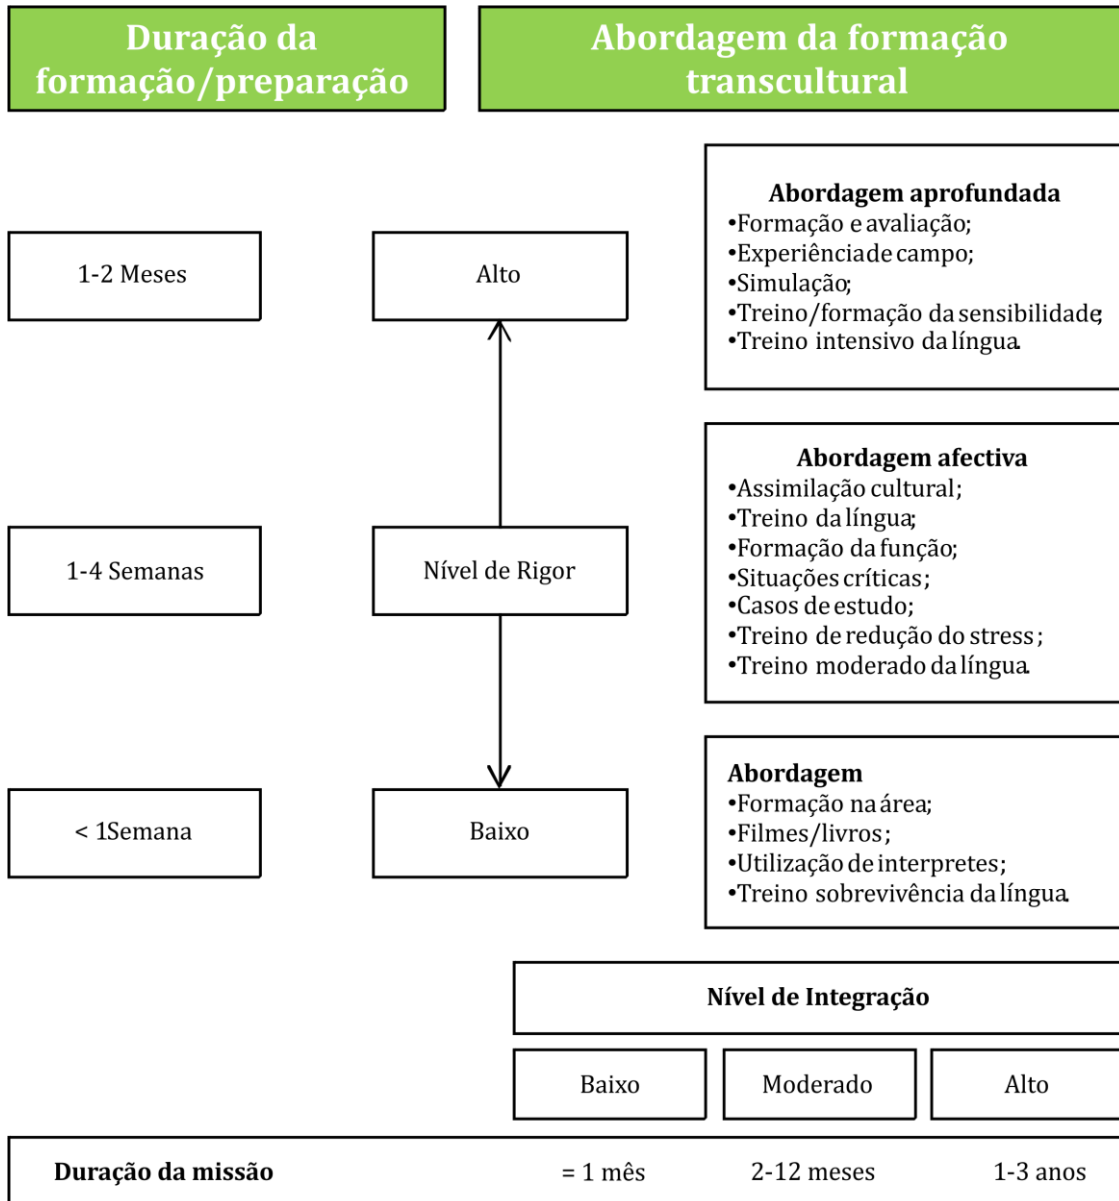 Duração da
formação/preparação
Abordagem da formação
transcultural
1-2 Meses
Alto
Abordagem aprofundada
•Formação e avaliação;
•Experiência de campo;
•Simulação;
•Treino/formação da sensibilidade;
•Treino intensivo da língua.
1-4 Semanas
Nível de Rigor
Abordagem afectiva
•Assimilação cultural;
•Treino da língua;
•Formação da função;
•Situações críticas;
•Casos de estudo;
•Treino de redução do stress;
•Treino moderado da língua.
< 1Semana
Baixo
Abordagem
•Formação na área;
•Filmes/livros;
•Utilização de interpretes;
•Treino sobrevivência da língua.
Nível de Integração
Baixo
Moderado
Alto
Duração da missão
= 1 mês
2-12 meses
1-3 anos